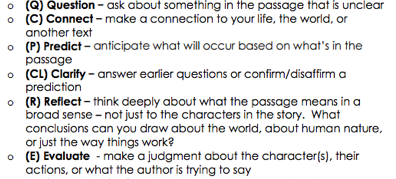 o (Q) Question – ask about something in the passage that is unclear
o (C) Connect – make a connection to your life, the world, or
another text
o (P) Predict – anticipate what will occur based on what's in the
passage
o (CL) Clarify – answer earlier questions or confirm/disaffirm a
prediction
o (R) Reflect – think deeply about what the passage means in a
broad sense – not just to the characters in the story. What
conclusions can you draw about the world, about human nature,
or just the way things work?
o (E) Evaluate - make a judgment about the character(s), their
actions, or what the author is trying to say